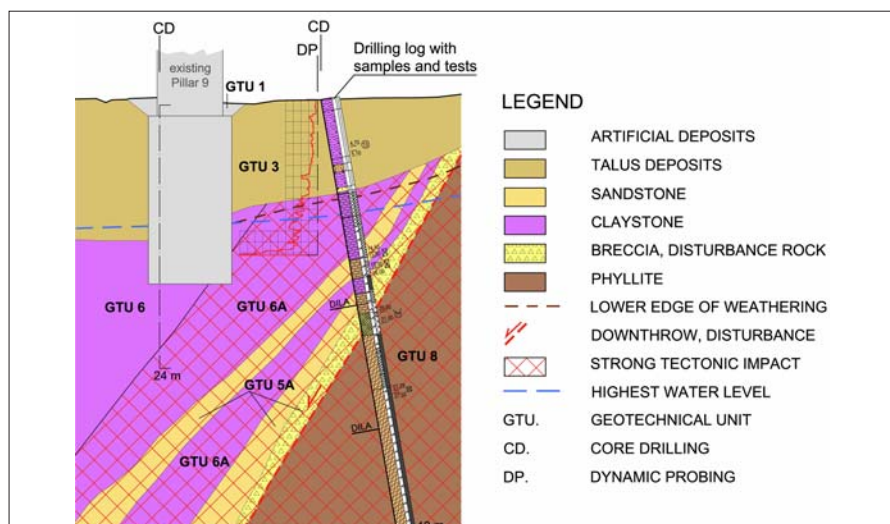 CD
CD
DP
Drilling log with
samples and tests
existing
Pillar 9
GTU 1
GTU 3
GTU 6
GTU 6A
DILA
GTU 8
24 m
GTU 5A
DILA
GTU 6A
LEGEND
ARTIFICIAL DEPOSITS
TALUS DEPOSITS
SANDSTONE
CLAYSTONE
BRECCIA, DISTURBANCE ROCK
PHYLLITE
LOWER EDGE OF WEATHERING
DOWNTHROW, DISTURBANCE
STRONG TECTONIC IMPACT
HIGHEST WATER LEVEL
GTU. GEOTECHNICAL UNIT
CD. CORE DRILLING
DP. DYNAMIC PROBING